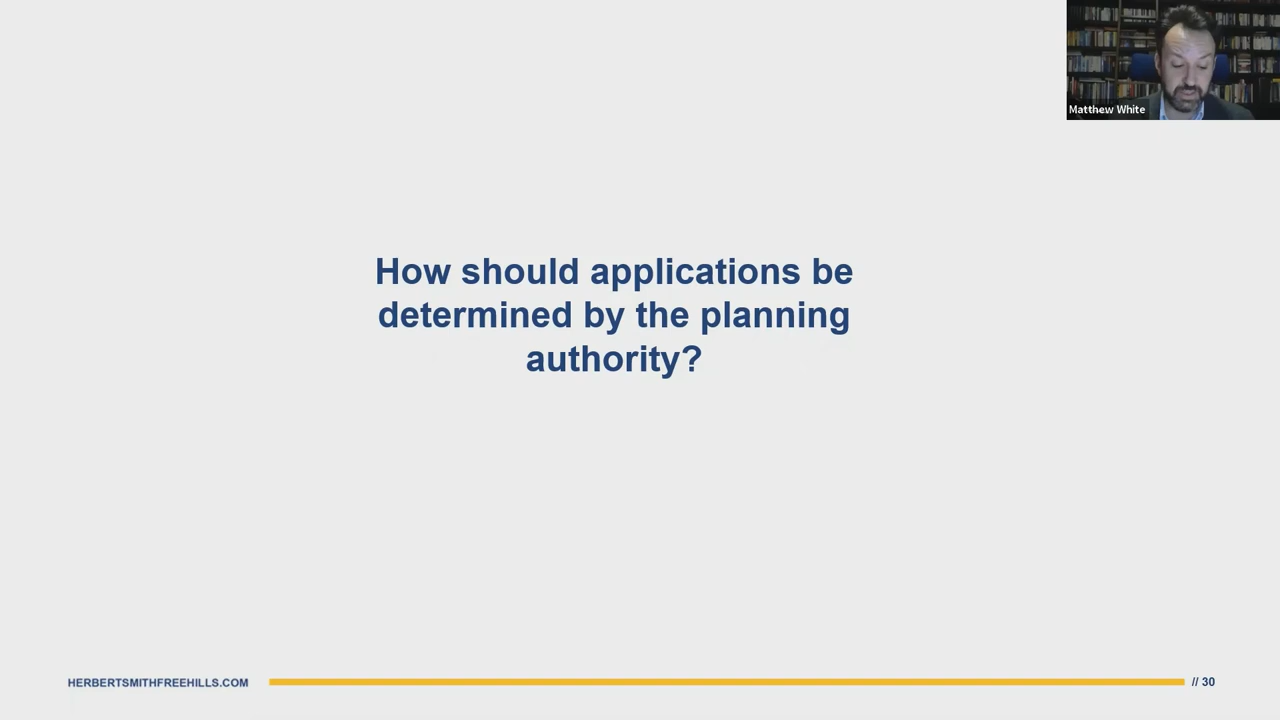 Matthew White
How should applications be
determined by the planning
authority?
HERBERTSMITHFREEHILLS.COM
// 30